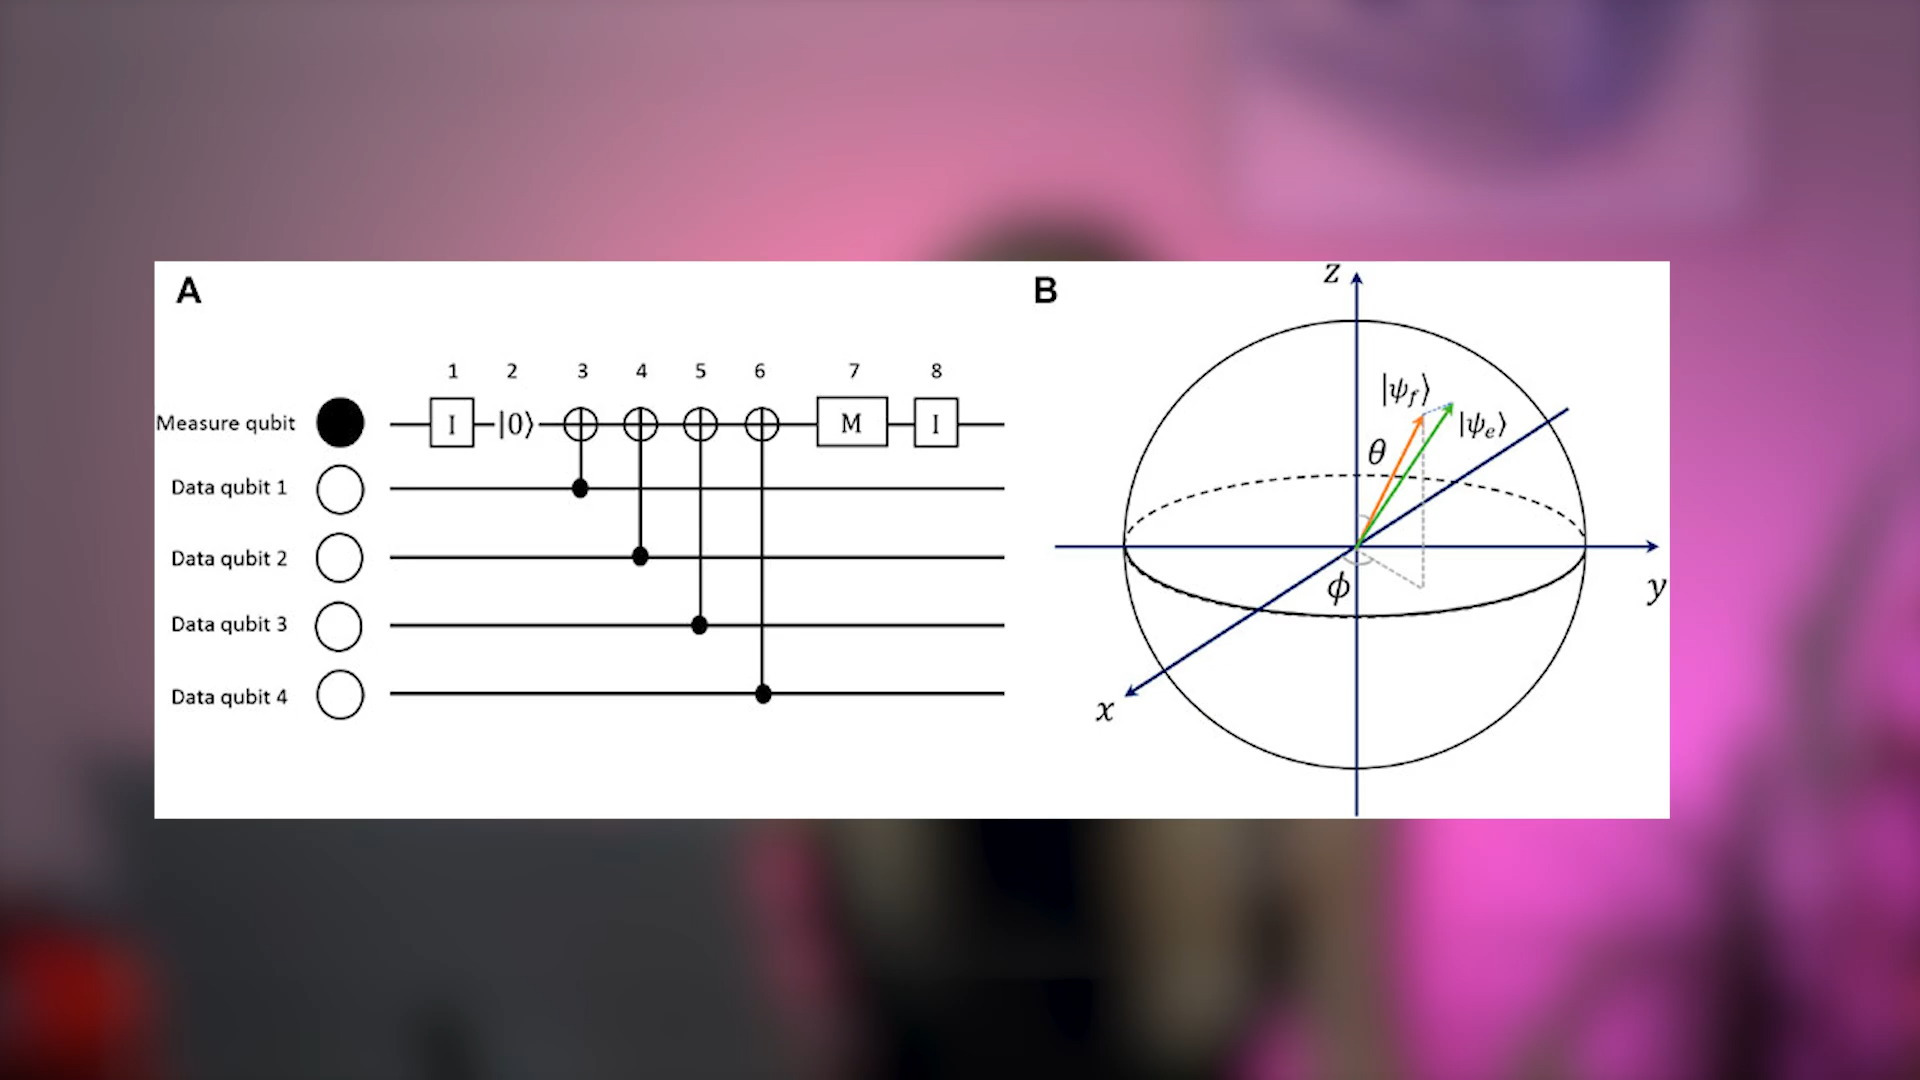 A
1 2 3 4 5 6 7 8
Measure qubit I |0⟩ M I
Data qubit 1
Data qubit 2
Data qubit 3
Data qubit 4
B
z
|ψf⟩
|ψe⟩
θ
ϕ
y
x